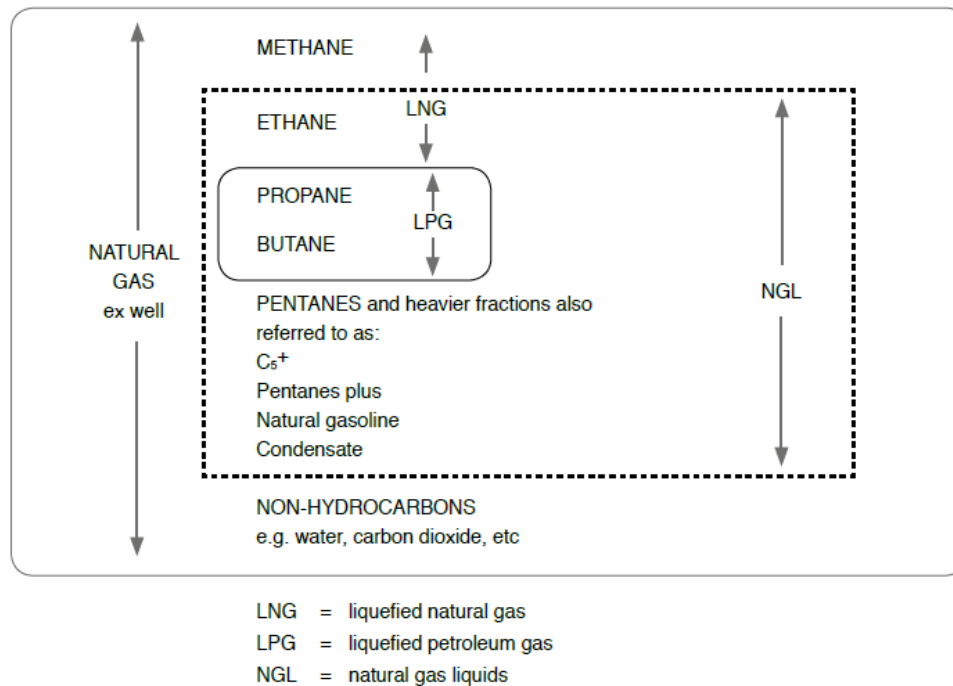 METHANE
LNG
ETHANE
PROPANE
LPG
BUTANE
NATURAL
GAS
ex well
NGL
PENTANES and heavier fractions also
referred to as:
C₅⁺
Pentanes plus
Natural gasoline
Condensate
NON-HYDROCARBONS
e.g. water, carbon dioxide, etc
LNG = liquefied natural gas
LPG = liquefied petroleum gas
NGL = natural gas liquids